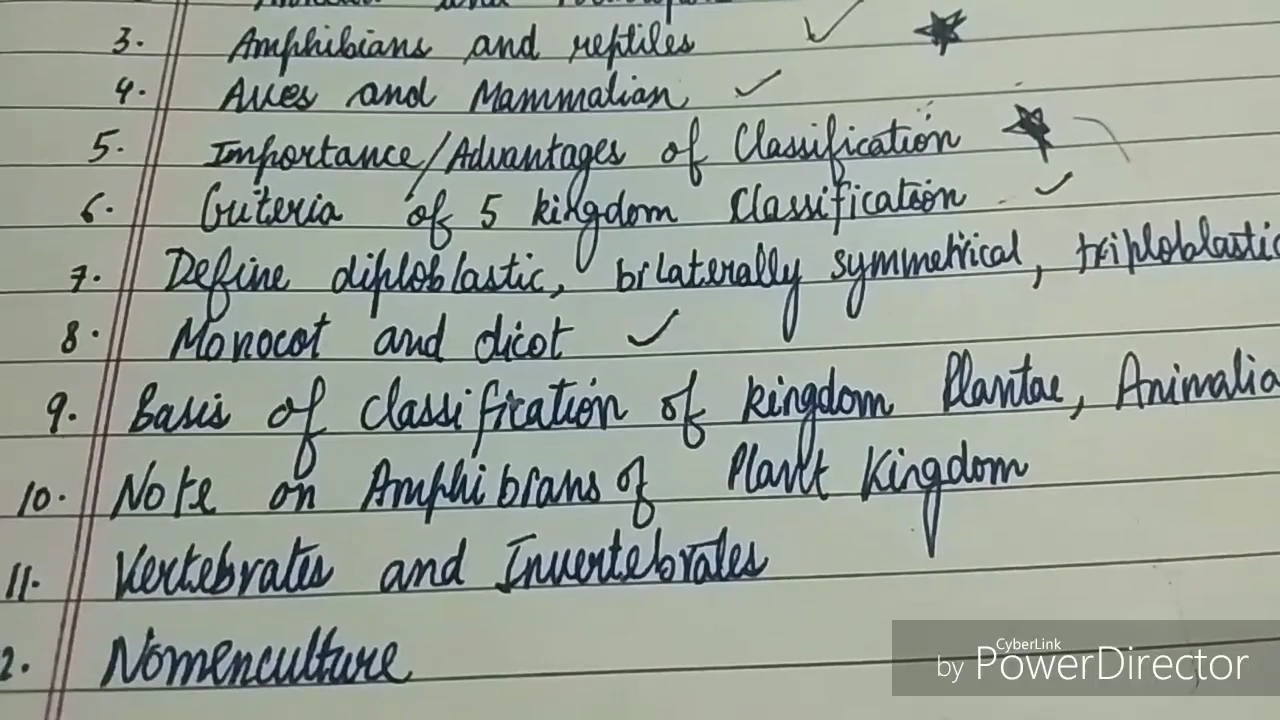 3. Amphibians and reptiles
4. Aves and Mammalian
5. Importance/Advantages of Classification
6. Criteria of 5 kingdom Classification
7. Define diploblastic, bilaterally symmetrical, triploblastic
8. Monocot and dicot
9. Basis of classification of kingdom Plantae, Animalia
10. Note on Amphibians of Plant Kingdom
11. Vertebrates and Invertebrates
2. Nomenculture
CyberLink
by PowerDirector